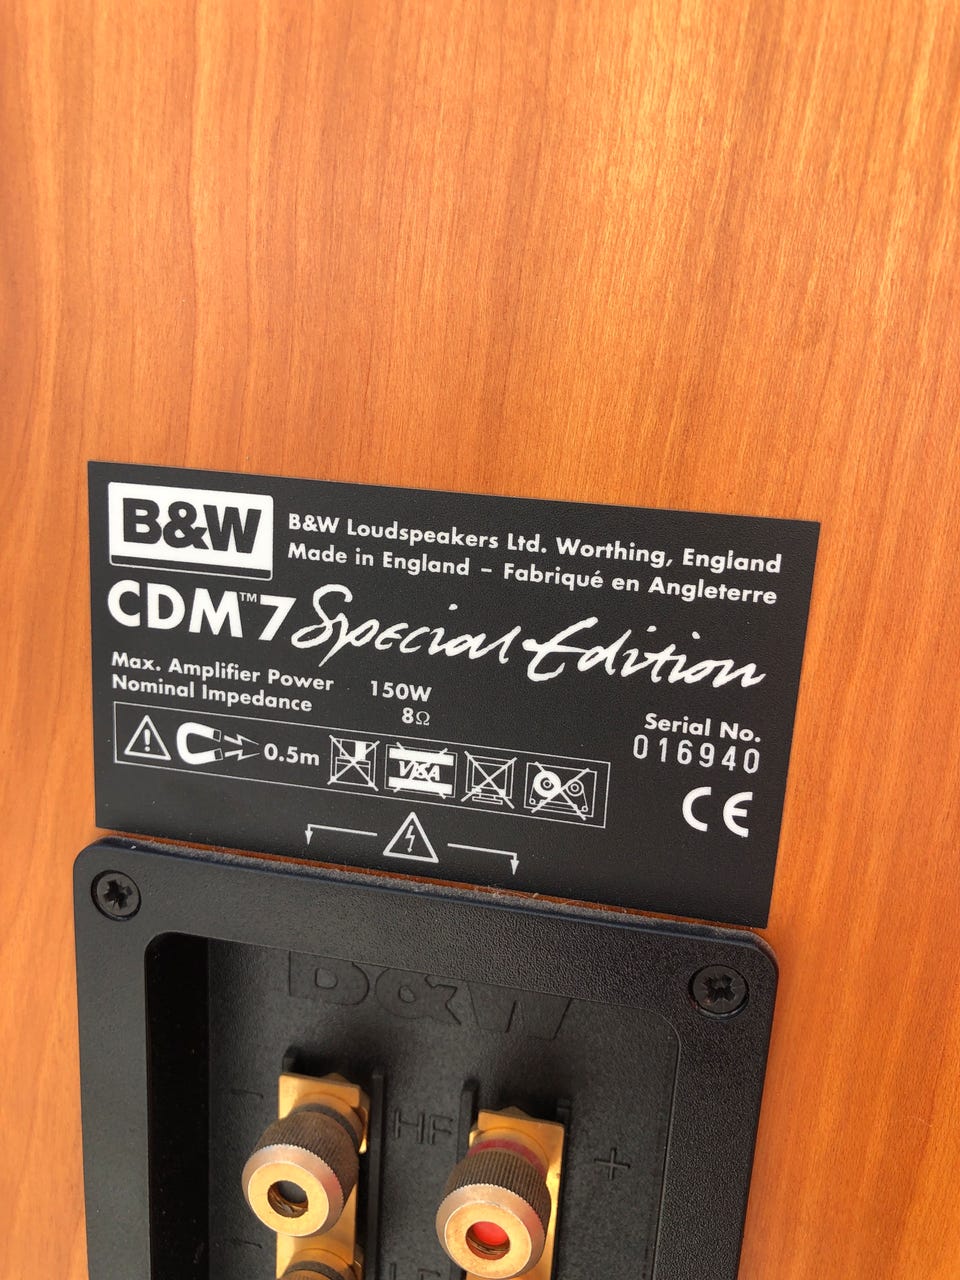 B&W
B&W Loudspeakers Ltd. Worthing, England
Made in England – Fabriqué en Angleterre
CDM™7 Special Edition
Max. Amplifier Power 150W
Nominal Impedance 8Ω
Serial No.
016940
0.5m
VISA
CE
B&W
HF
- +
-